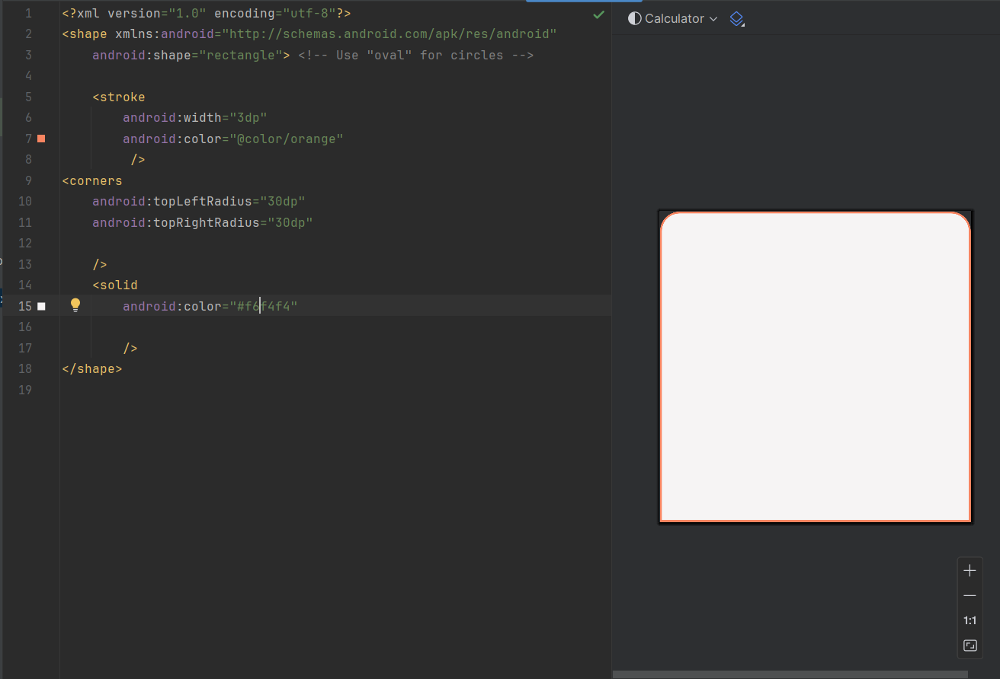 1 <?xml version="1.0" encoding="utf-8"?>
2 <shape xmlns:android="http://schemas.android.com/apk/res/android"
3     android:shape="rectangle"> <!-- Use "oval" for circles -->
4
5     <stroke
6         android:width="3dp"
7         android:color="@color/orange"
8          />
9 <corners
10     android:topLeftRadius="30dp"
11     android:topRightRadius="30dp"
12
13     />
14     <solid
15         android:color="#f6f4f4"
16
17         />
18 </shape>
19
Calculator
1:1